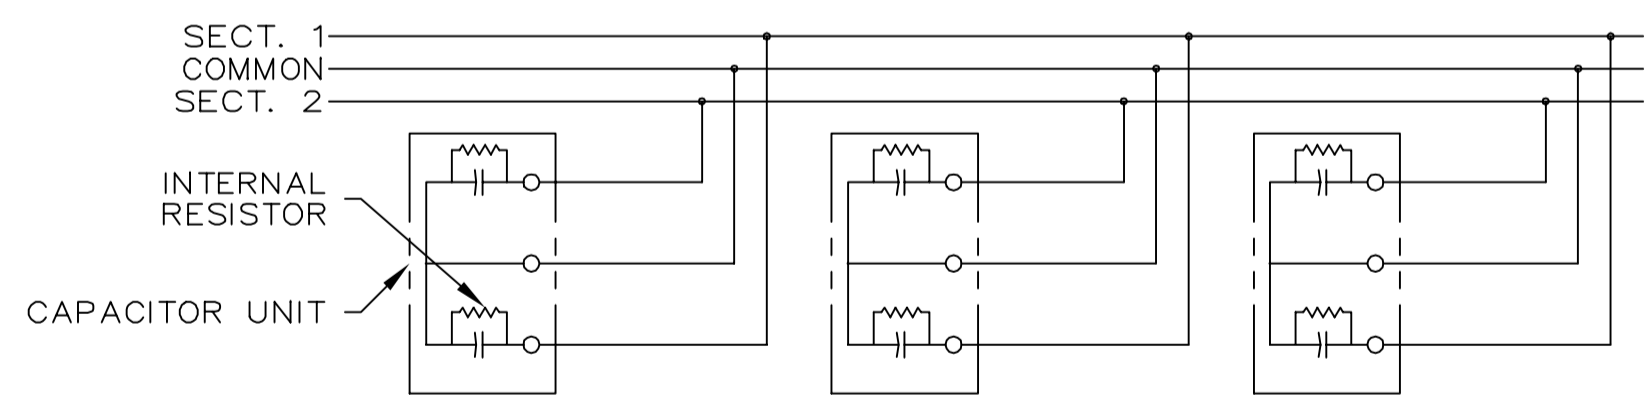 SECT. 1
COMMON
SECT. 2
INTERNAL
RESISTOR
CAPACITOR UNIT